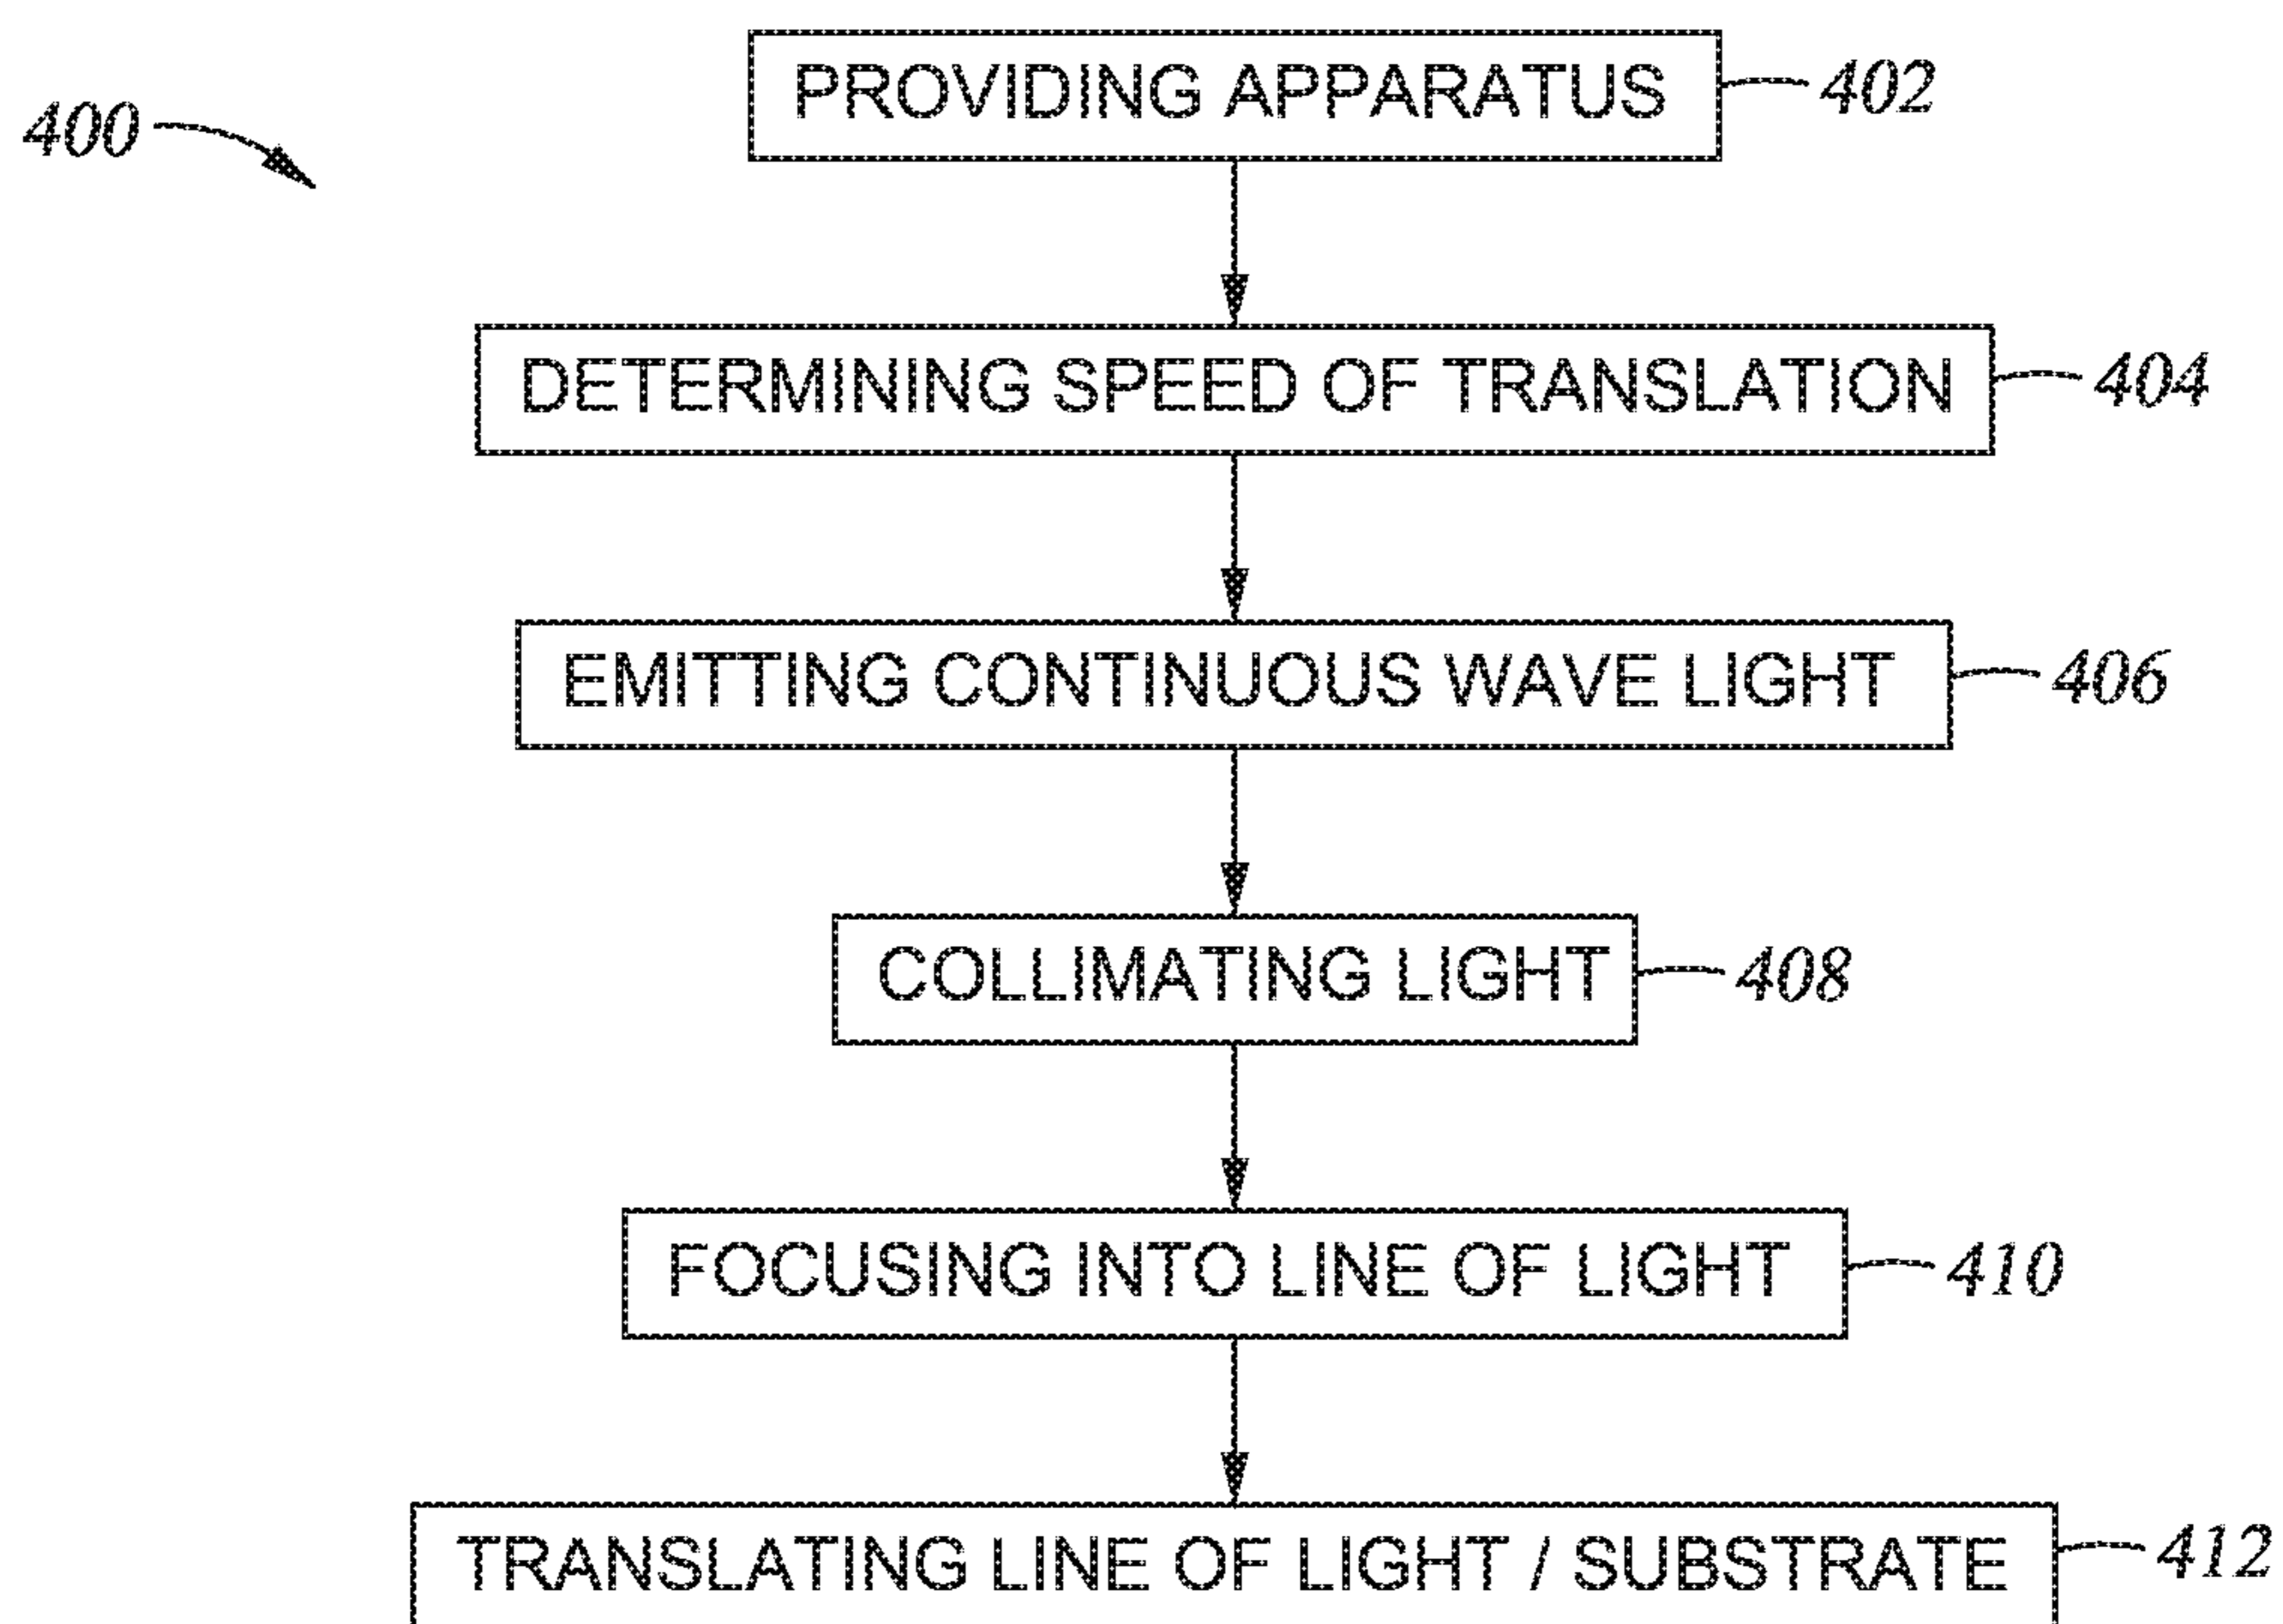 400
PROVIDING APPARATUS 402
DETERMINING SPEED OF TRANSLATION 404
EMITTING CONTINUOUS WAVE LIGHT 406
COLLIMATING LIGHT 408
FOCUSING INTO LINE OF LIGHT 410
TRANSLATING LINE OF LIGHT / SUBSTRATE 412